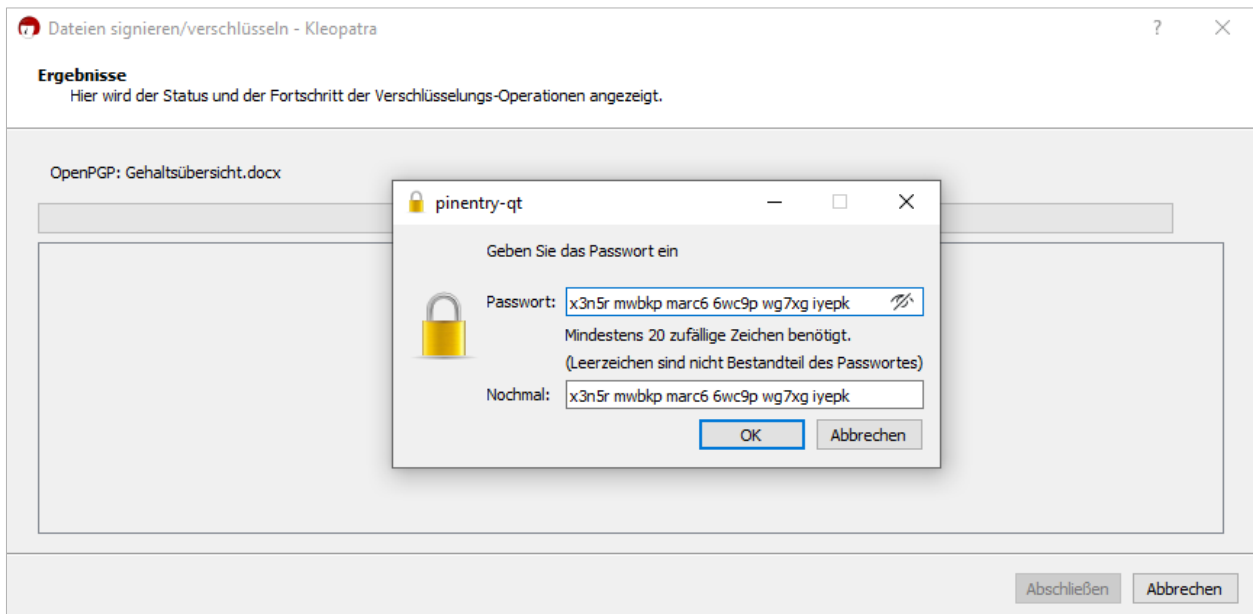 Dateien signieren/verschlüsseln - Kleopatra
Ergebnisse
Hier wird der Status und der Fortschritt der Verschlüsselungs-Operationen angezeigt.
OpenPGP: Gehaltsübersicht.docx
pinentry-qt
Geben Sie das Passwort ein
Passwort: x3n5r mwbkp marc6 6wc9p wg7xg iyepk
Mindestens 20 zufällige Zeichen benötigt.
(Leerzeichen sind nicht Bestandteil des Passwortes)
Nochmal: x3n5r mwbkp marc6 6wc9p wg7xg iyepk
OK Abbrechen
Abschließen Abbrechen